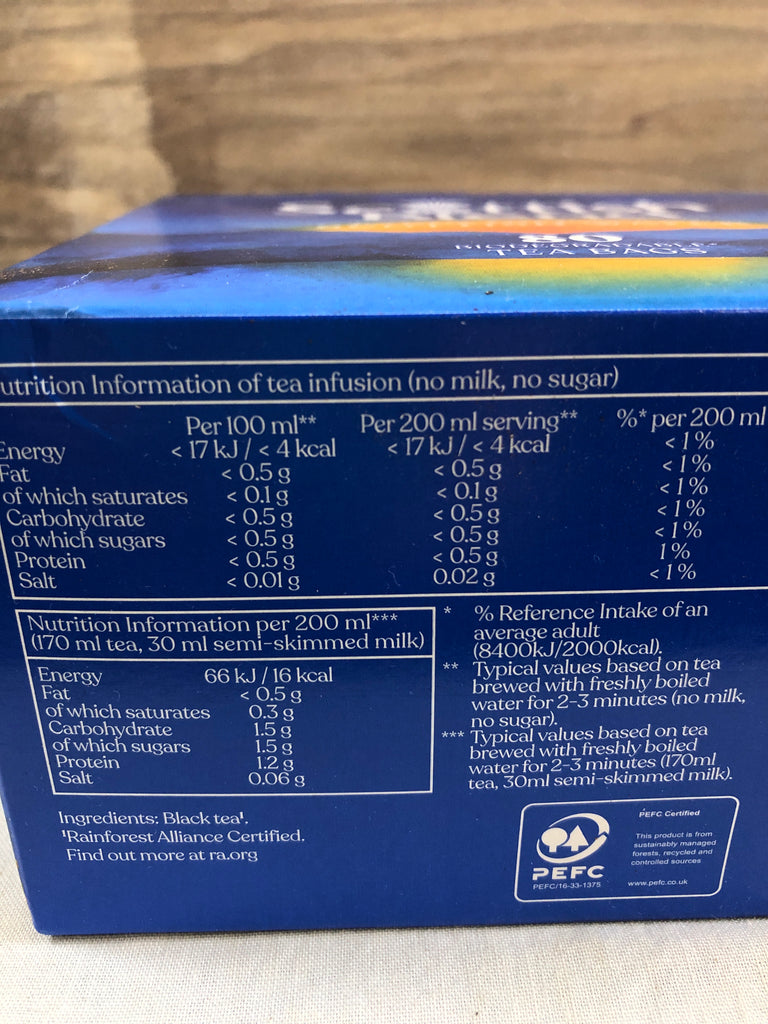 80
BIODEGRADABLE*
TEA BAGS
utrition Information of tea infusion (no milk, no sugar)
Per 100 ml** Per 200 ml serving** %* per 200 ml
Energy < 17 kJ / < 4 kcal < 17 kJ / < 4 kcal < 1 %
Fat < 0.5 g < 0.5 g < 1 %
of which saturates < 0.1 g < 0.1 g < 1 %
Carbohydrate < 0.5 g < 0.5 g < 1 %
of which sugars < 0.5 g < 0.5 g < 1 %
Protein < 0.5 g < 0.5 g 1 %
Salt < 0.01 g 0.02 g < 1 %
Nutrition Information per 200 ml***
(170 ml tea, 30 ml semi-skimmed milk)
Energy 66 kJ / 16 kcal
Fat < 0.5 g
of which saturates 0.3 g
Carbohydrate 1.5 g
of which sugars 1.5 g
Protein 1.2 g
Salt 0.06 g
* % Reference Intake of an
average adult
(8400kJ/2000kcal).
** Typical values based on tea
brewed with freshly boiled
water for 2-3 minutes (no milk,
no sugar).
*** Typical values based on tea
brewed with freshly boiled
water for 2-3 minutes (170ml
tea, 30ml semi-skimmed milk).
Ingredients: Black tea¹.
¹Rainforest Alliance Certified.
Find out more at ra.org
PEFC
PEFC/16-33-1375
PEFC Certified
This product is from
sustainably managed
forests, recycled and
controlled sources
www.pefc.co.uk